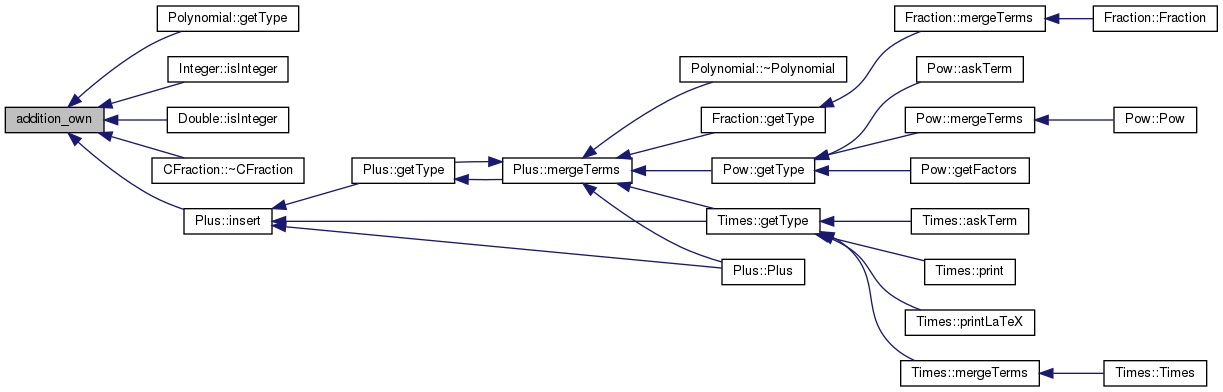 addition_own
Polynomial::getType
Integer::isInteger
Double::isInteger
CFraction::~CFraction
Plus::insert
Plus::getType
Plus::mergeTerms
Polynomial::~Polynomial
Fraction::getType
Pow::getType
Times::getType
Plus::Plus
Fraction::mergeTerms
Fraction::Fraction
Pow::askTerm
Pow::mergeTerms
Pow::Pow
Pow::getFactors
Times::askTerm
Times::print
Times::printLaTeX
Times::mergeTerms
Times::Times